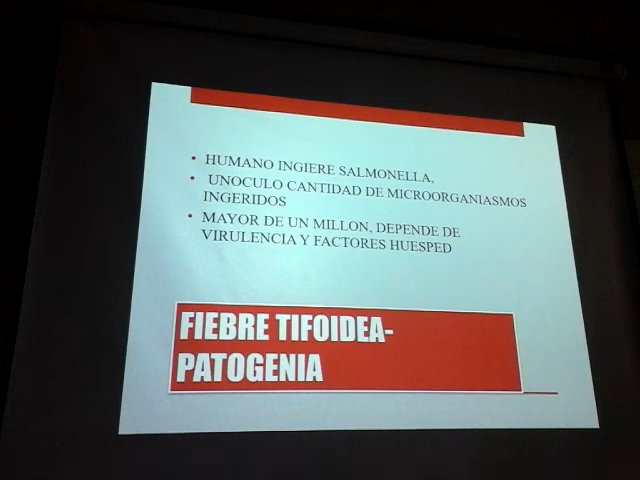 • HUMANO INGIERE SALMONELLA,
• UNOCULO CANTIDAD DE MICROORGANIASMOS
INGERIDOS
• MAYOR DE UN MILLON, DEPENDE DE
VIRULENCIA Y FACTORES HUESPED
FIEBRE TIFOIDEA-
PATOGENIA